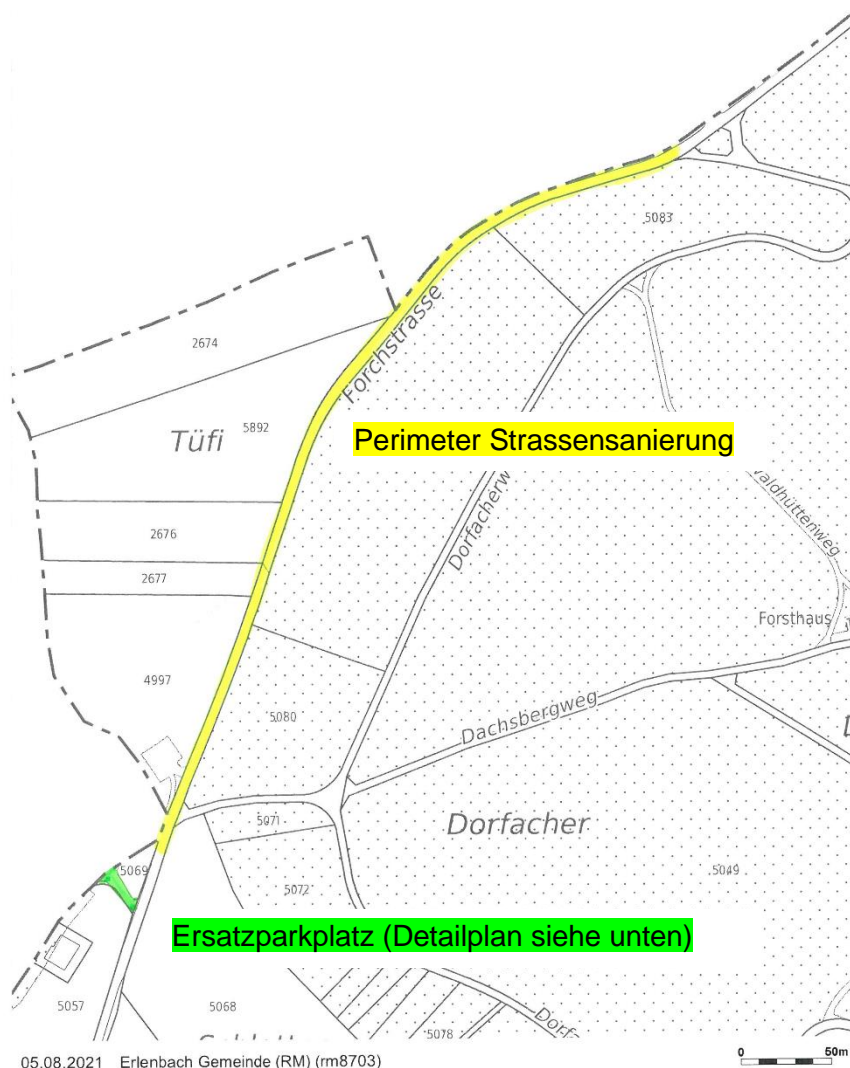 5083
2674
Forchstrasse
Tüfi
5892
Perimeter Strassensanierung
2676
Dorfacherw
Waldhüttenweg
2677
Forsthaus
4997
5080
Dachsbergweg
5071
Dorfacher
5069
5049
5072
Ersatzparkplatz (Detailplan siehe unten)
5057
5068
5078
05.08.2021 Erlenbach Gemeinde (RM) (rm8703)
0 50m